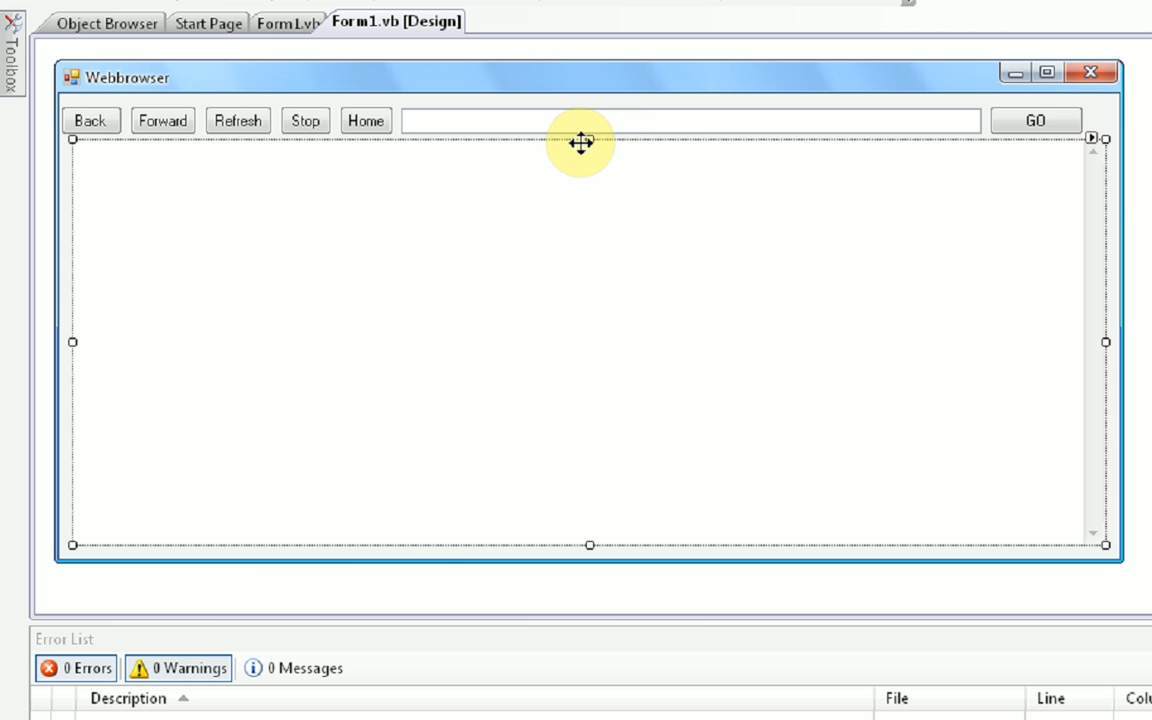 Object Browser Start Page Form1.vb Form1.vb [Design]
Toolbox
Webbrowser
Back Forward Refresh Stop Home GO
Error List
0 Errors 0 Warnings 0 Messages
Description File Line Colu